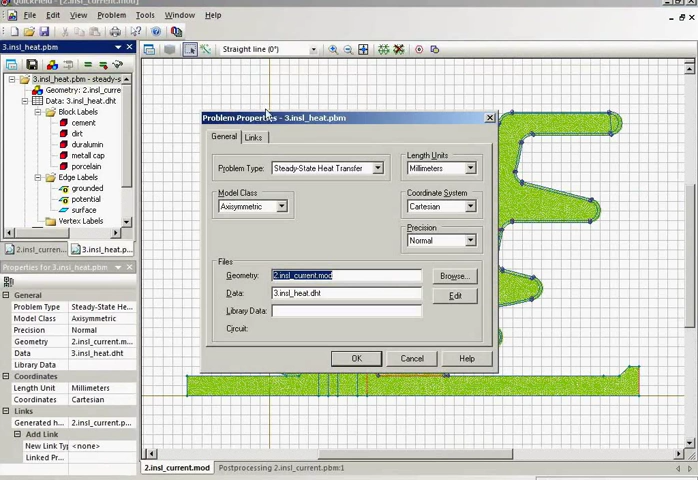 QuickField - [2.insl_current.mod]
File Edit View Problem Tools Window Help
3.insl_heat.pbm
Straight line (0°)
3.insl_heat.pbm - steady-s
Geometry: 2.insl_curre
Data: 3.insl_heat.dht
Block Labels
cement
dirt
duralumin
metal cap
porcelain
Edge Labels
grounded
potential
surface
Vertex Labels
2.insl_curren...
3.insl_heat.p...
Properties for 3.insl_heat.pbm
General
Problem Type Steady-State He
Model Class Axisymmetric
Precision Normal
Geometry 2.insl_current.m
Data 3.insl_heat.dht
Library Data
Coordinates
Length Unit Millimeters
Coordinates Cartesian
Links
Generated h... 2.insl_current.p...
Add Link
New Link Typ <none>
Linked Pr...
Problem Properties - 3.insl_heat.pbm
General Links
Problem Type: Steady-State Heat Transfer
Length Units
Millimeters
Model Class
Axisymmetric
Coordinate System
Cartesian
Precision
Normal
Files
Geometry: 2.insl_current.mod Browse...
Data: 3.insl_heat.dht Edit
Library Data:
Circuit:
OK Cancel Help
2.insl_current.mod Postprocessing 2.insl_current.pbm:1